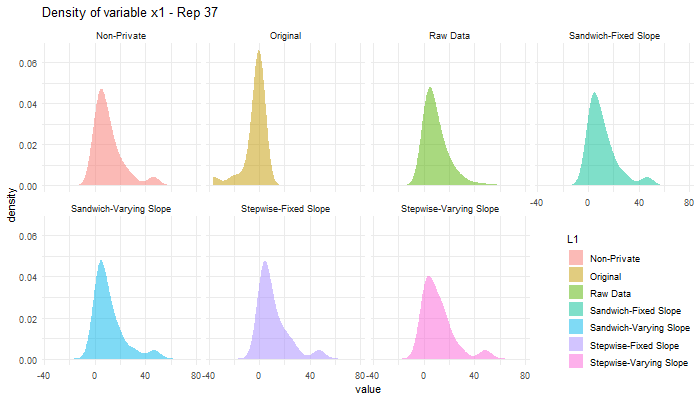 Density of variable x1 - Rep 37
Non-Private
Original
Raw Data
Sandwich-Fixed Slope
0.06
0.04
0.02
0.00
-40 0 40 80
Sandwich-Varying Slope
Stepwise-Fixed Slope
Stepwise-Varying Slope
0.06
0.04
0.02
0.00
-40 0 40 80
-40 0 40 80
-40 0 40 80
density
value
L1
Non-Private
Original
Raw Data
Sandwich-Fixed Slope
Sandwich-Varying Slope
Stepwise-Fixed Slope
Stepwise-Varying Slope